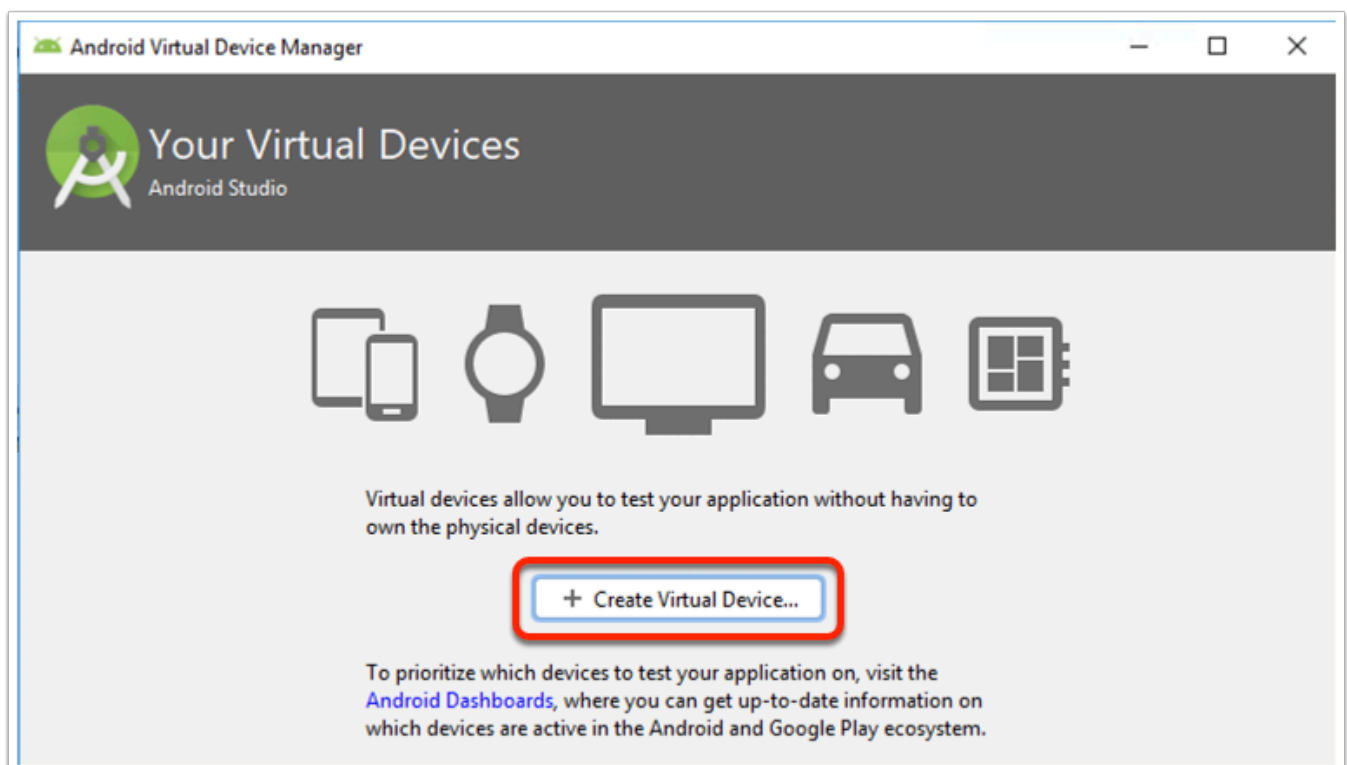 Android Virtual Device Manager
Your Virtual Devices
Android Studio
Virtual devices allow you to test your application without having to
own the physical devices.
+ Create Virtual Device...
To prioritize which devices to test your application on, visit the
Android Dashboards, where you can get up-to-date information on
which devices are active in the Android and Google Play ecosystem.